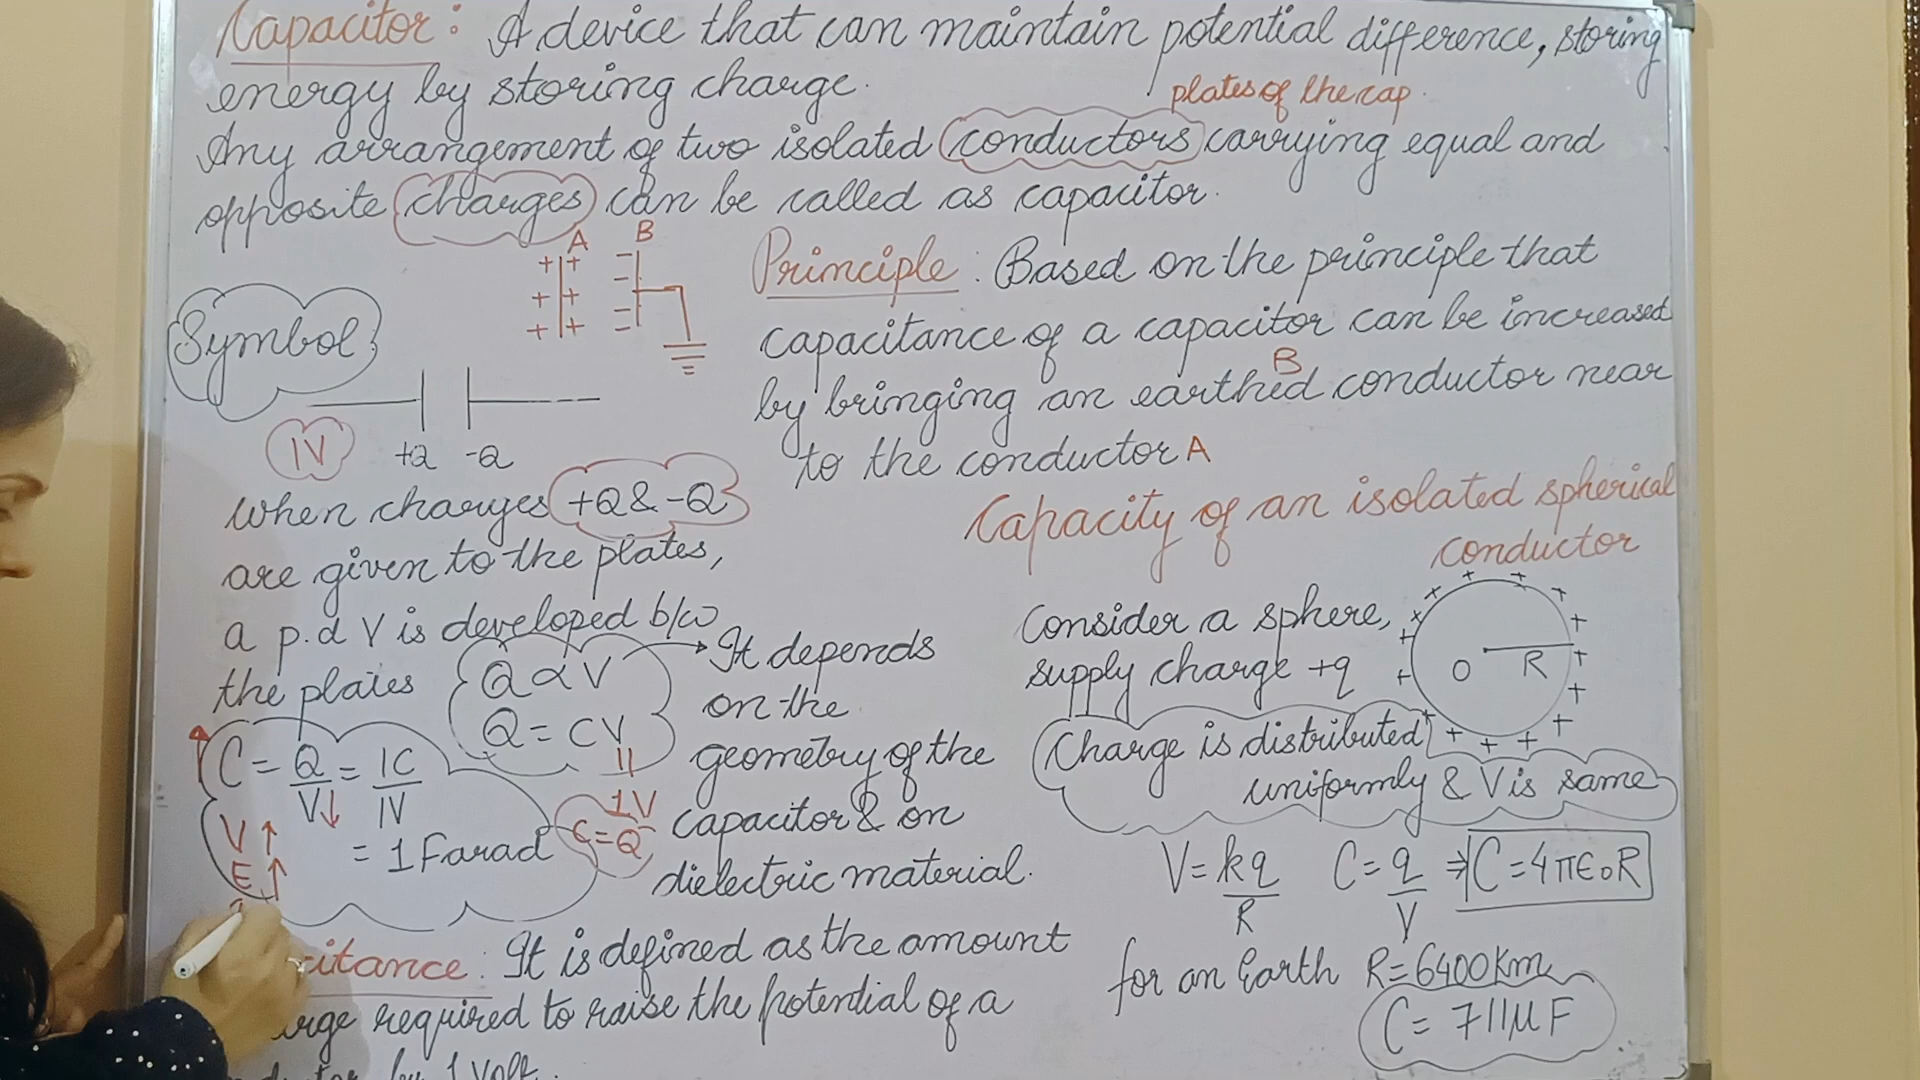 Capacitor: A device that can maintain potential difference, storing
energy by storing charge.
plates of the cap.
Any arrangement of two isolated conductors carrying equal and
opposite charges can be called as capacitor.
A B
+ + -
+ + -
+ + =
Symbol
1V +Q -Q
Principle: Based on the principle that
capacitance of a capacitor can be increased
B
by bringing an earthed conductor near
to the conductor A
When charges +Q & -Q
are given to the plates,
a p.d V is developed b/w
the plates
Q ∝ V
Q = CV
1V
C = Q
→ It depends
on the
geometry of the
capacitor & on
dielectric material.
↑ C = Q/V↓ = 1C/1V
= 1 Farad
V ↑
E ↑
citance: It is defined as the amount
required to raise the potential of a
by 1 volt.
Capacity of an isolated spherical
conductor
Consider a sphere,
supply charge +q
O R
+ + + + + + + + + + + + + + +
Charge is distributed
uniformly & V is same
V = kq/R C = q/V ⇒ C = 4πε₀R
for an Earth R = 6400Km
C = 711μF